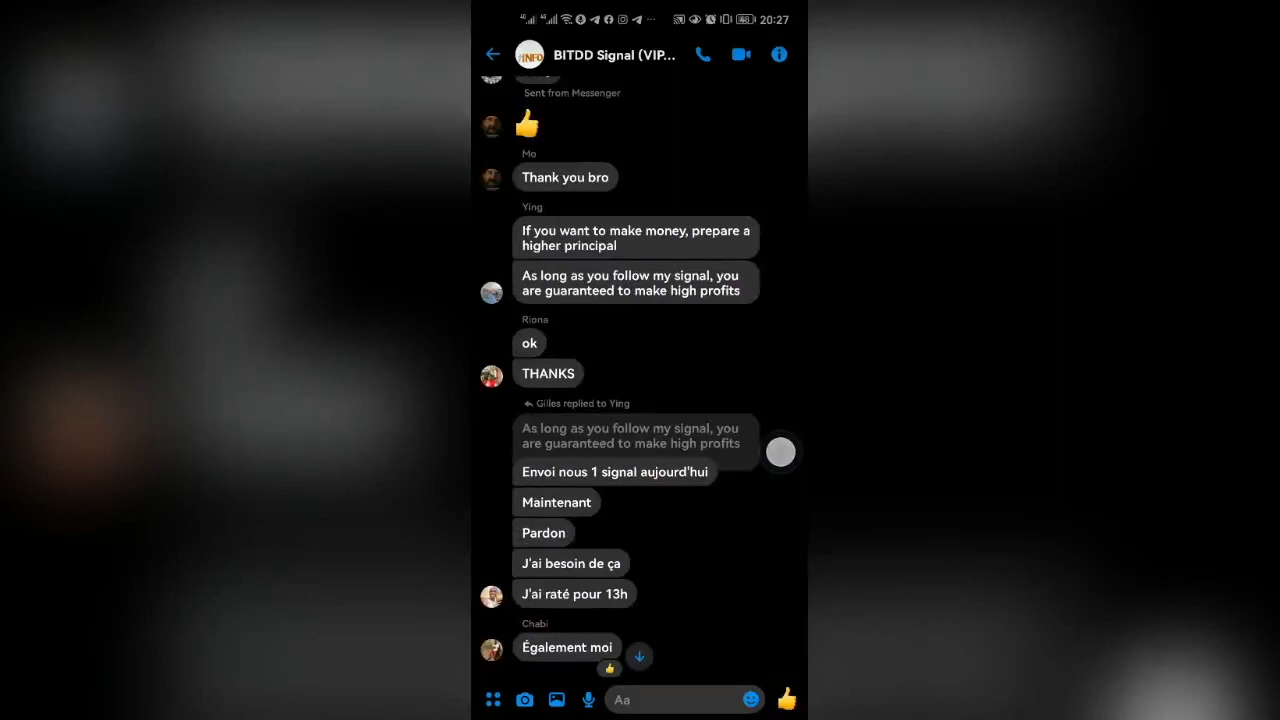 20:27
BITDD Signal (VIP...
Sent from Messenger
Mo
Thank you bro
Ying
If you want to make money, prepare a
higher principal
As long as you follow my signal, you
are guaranteed to make high profits
Riona
ok
THANKS
Gilles replied to Ying
As long as you follow my signal, you
are guaranteed to make high profits
Envoi nous 1 signal aujourd'hui
Maintenant
Pardon
J'ai besoin de ça
J'ai raté pour 13h
Chabi
Également moi
Aa